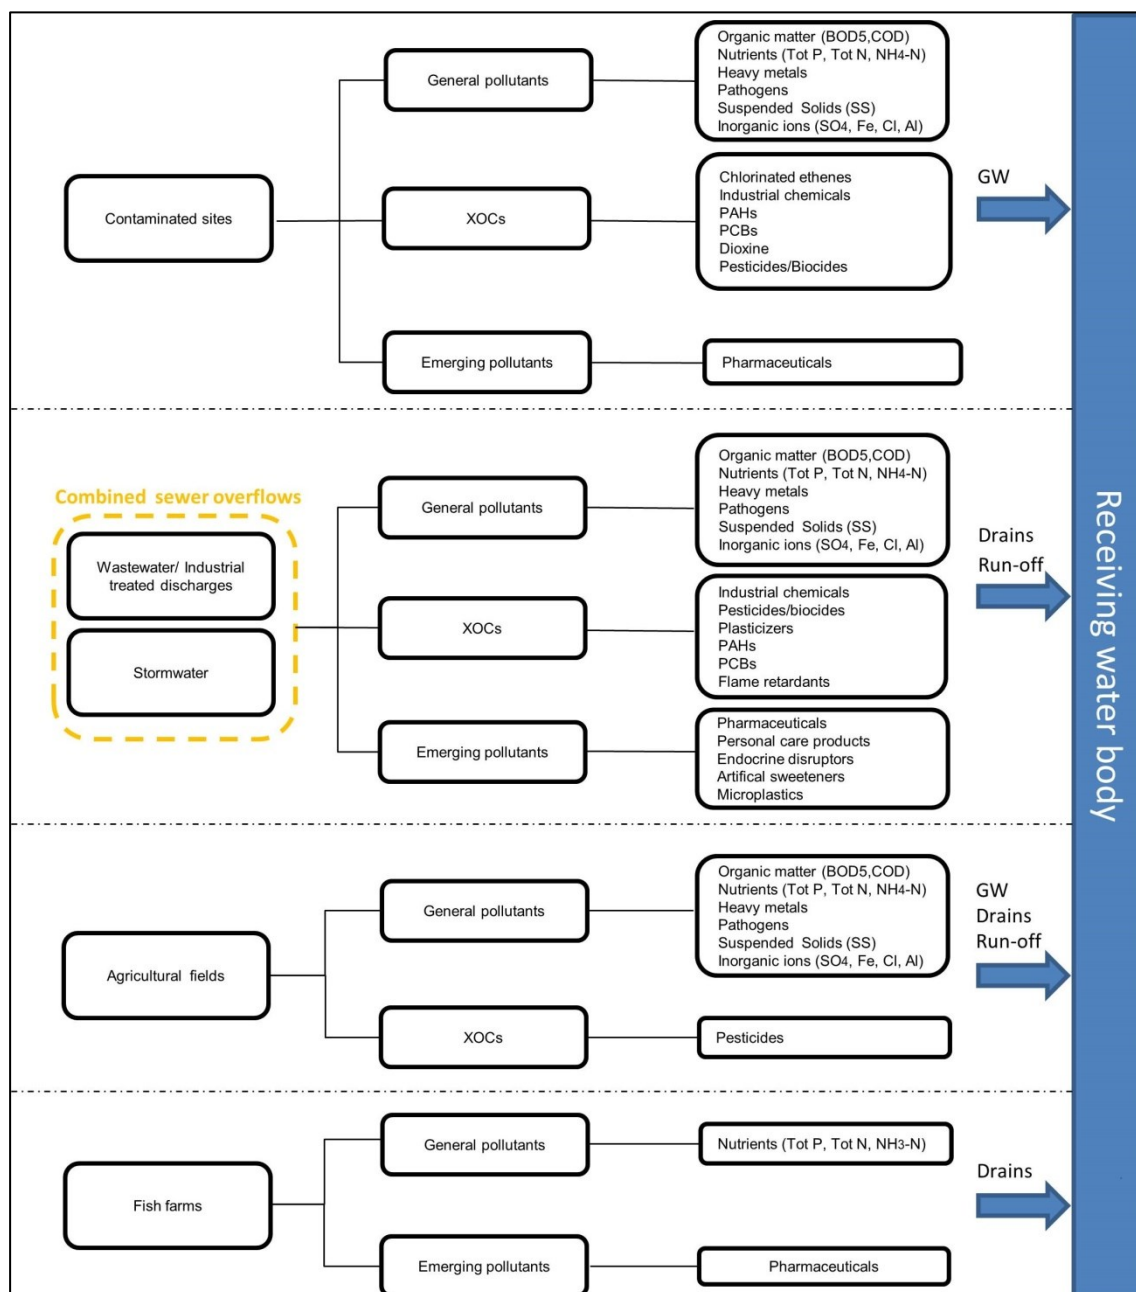 General pollutants
Organic matter (BOD5,COD)
Nutrients (Tot P, Tot N, NH4-N)
Heavy metals
Pathogens
Suspended Solids (SS)
Inorganic ions (SO4, Fe, Cl, Al)
Contaminated sites
XOCs
Chlorinated ethenes
Industrial chemicals
PAHs
PCBs
Dioxine
Pesticides/Biocides
GW
Emerging pollutants
Pharmaceuticals
Combined sewer overflows
Wastewater/ Industrial
treated discharges
Stormwater
General pollutants
Organic matter (BOD5,COD)
Nutrients (Tot P, Tot N, NH4-N)
Heavy metals
Pathogens
Suspended Solids (SS)
Inorganic ions (SO4, Fe, Cl, Al)
Drains
Run-off
XOCs
Industrial chemicals
Pesticides/biocides
Plasticizers
PAHs
PCBs
Flame retardants
Emerging pollutants
Pharmaceuticals
Personal care products
Endocrine disruptors
Artifical sweeteners
Microplastics
Receiving water body
Agricultural fields
General pollutants
Organic matter (BOD5,COD)
Nutrients (Tot P, Tot N, NH4-N)
Heavy metals
Pathogens
Suspended Solids (SS)
Inorganic ions (SO4, Fe, Cl, Al)
GW
Drains
Run-off
XOCs
Pesticides
Fish farms
General pollutants
Nutrients (Tot P, Tot N, NH3-N)
Drains
Emerging pollutants
Pharmaceuticals